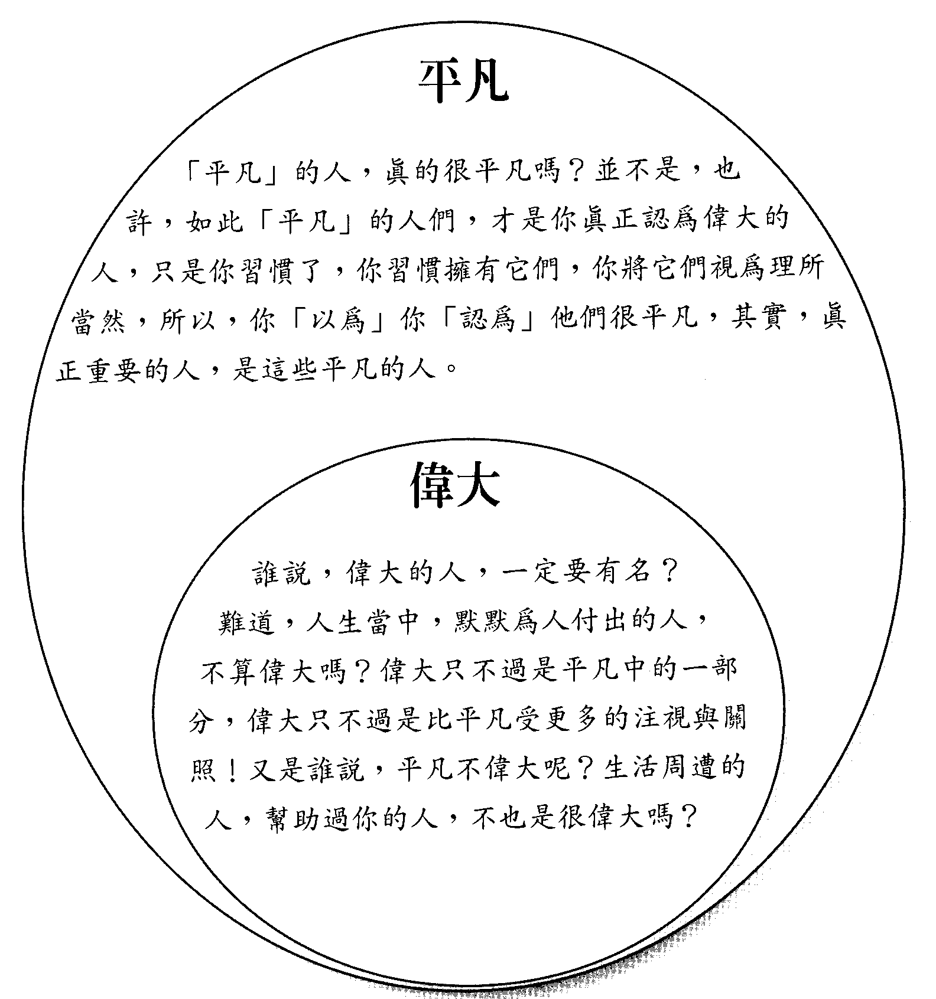 平凡
「平凡」的人，眞的很平凡嗎？並不是，也
許，如此「平凡」的人們，才是你眞正認爲偉大的
人，只是你習慣了，你習慣擁有它們，你將它們視爲理所
當然，所以，你「以爲」你「認爲」他們很平凡，其實，眞
正重要的人，是這些平凡的人。
偉大
誰説，偉大的人，一定要有名？
難道，人生當中，默默爲人付出的人，
不算偉大嗎？偉大只不過是平凡中的一部
分，偉大只不過是比平凡受更多的注視與關
照！又是誰説，平凡不偉大呢？生活周遭的
人，幫助過你的人，不也是很偉大嗎？